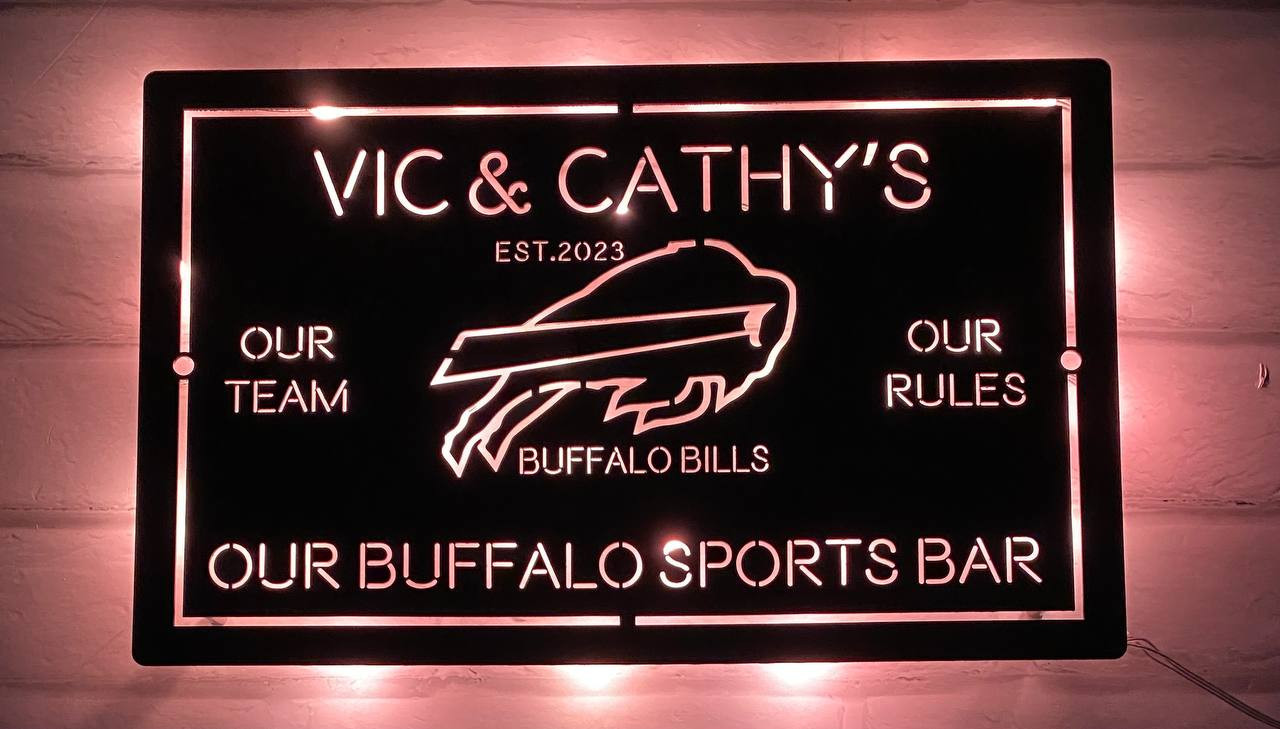 VIC & CATHY'S
EST.2023
OUR
TEAM
OUR
RULES
BUFFALO BILLS
OUR BUFFALO SPORTS BAR